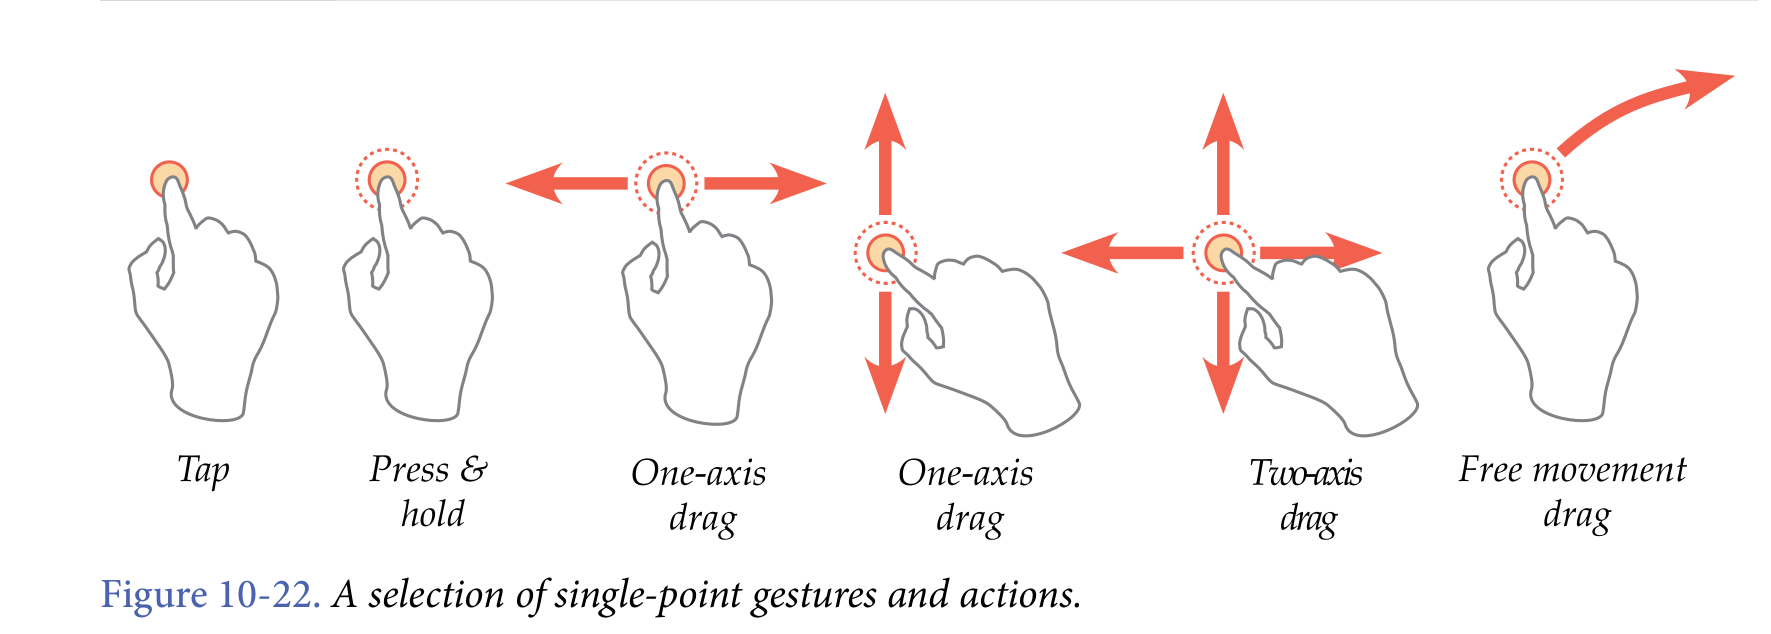 Tap
Press &
hold
One-axis
drag
One-axis
drag
Two-axis
drag
Free movement
drag
Figure 10-22. A selection of single-point gestures and actions.